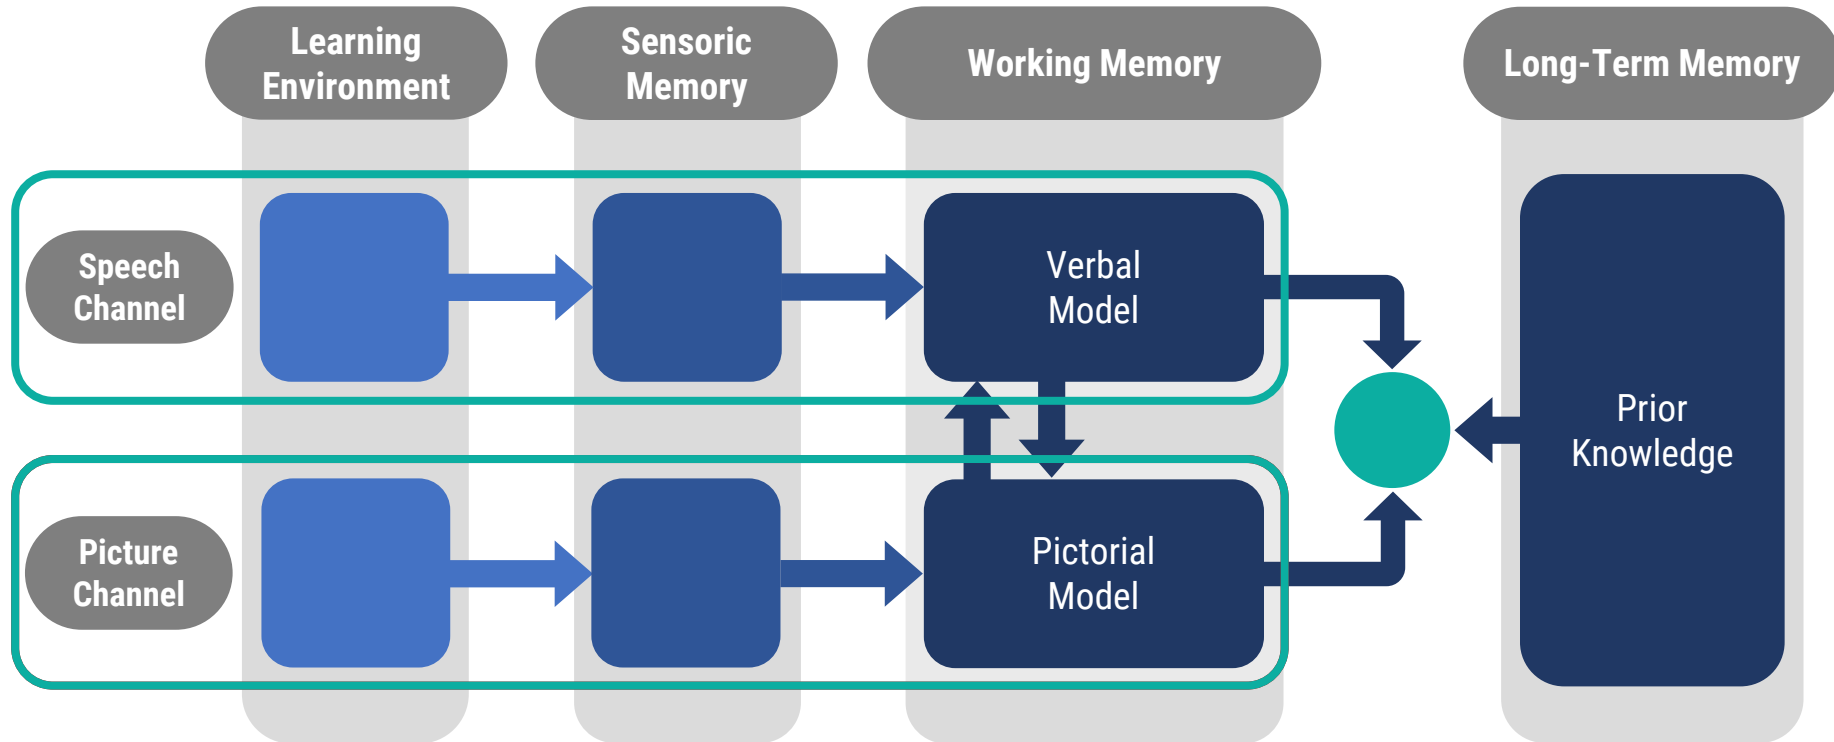 Learning
Environment
Sensoric
Memory
Working Memory
Long-Term Memory
Speech
Channel
Verbal
Model
Prior
Knowledge
Picture
Channel
Pictorial
Model